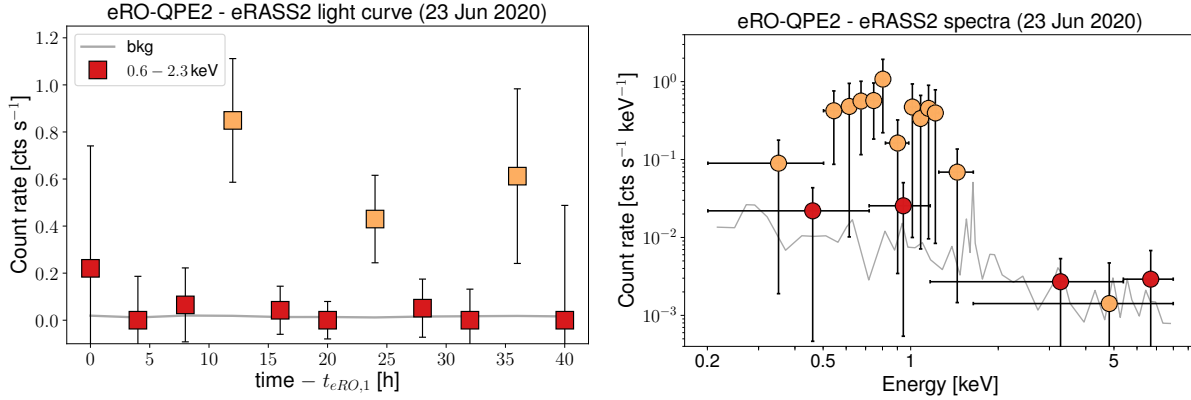 eRO-QPE2 - eRASS2 light curve (23 Jun 2020)
bkg
0.6 − 2.3 keV
Count rate [cts s⁻¹]
1.2
1.0
0.8
0.6
0.4
0.2
0.0
0 5 10 15 20 25 30 35 40
time − t_{eRO,1} [h]
eRO-QPE2 - eRASS2 spectra (23 Jun 2020)
Count rate [cts s⁻¹ keV⁻¹]
10⁰
10⁻¹
10⁻²
10⁻³
0.2 0.5 1 5
Energy [keV]